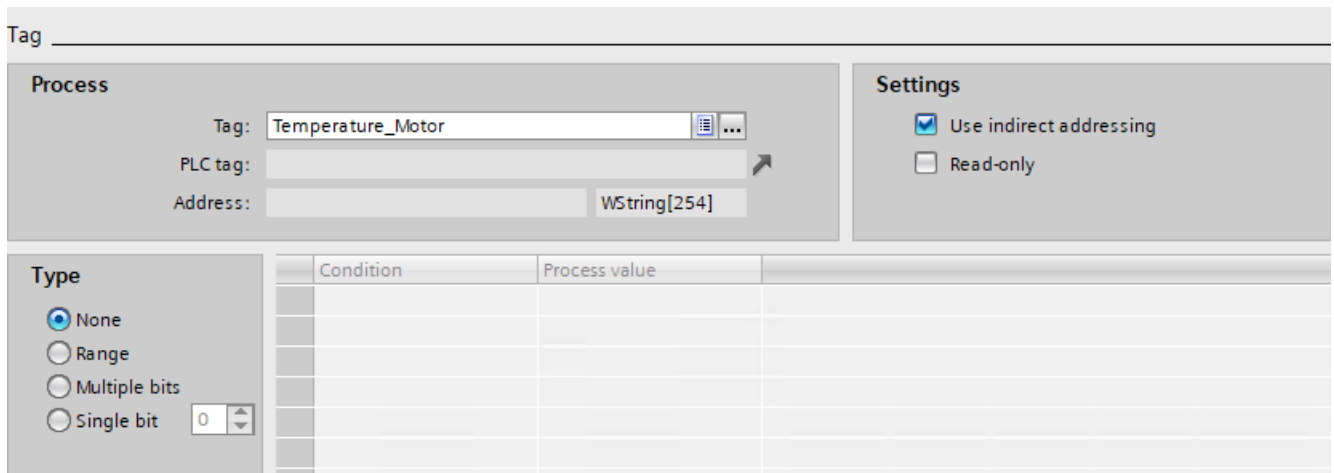 Tag
Process
Tag: Temperature_Motor ...
PLC tag:
Address: WString[254]
Settings
Use indirect addressing
Read-only
Type
None
Range
Multiple bits
Single bit 0
Condition Process value